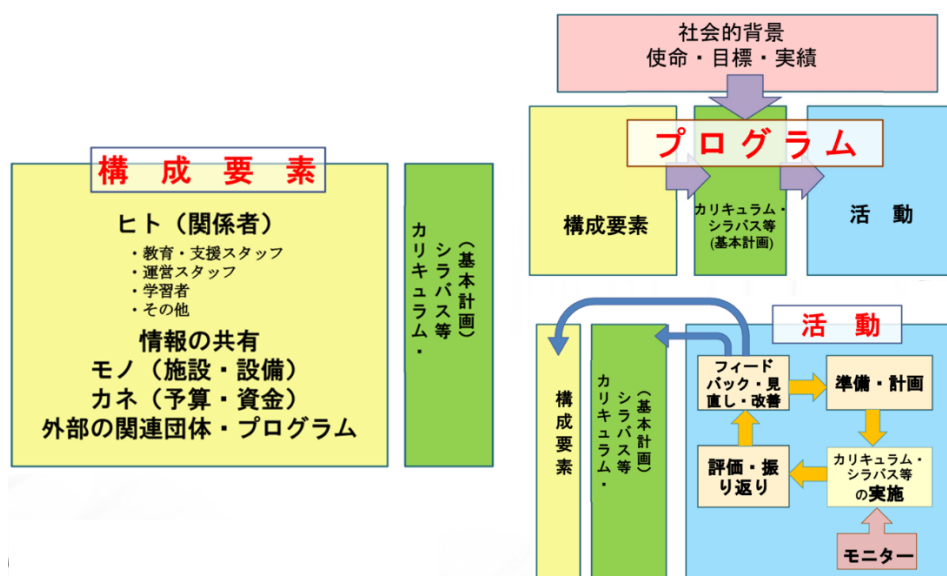 構成要素
ヒト（関係者）
・教育・支援スタッフ
・運営スタッフ
・学習者
・その他
情報の共有
モノ（施設・設備）
カネ（予算・資金）
外部の関連団体・プログラム
カリキュラム・
シラバス等
（基本計画）
社会的背景
使命・目標・実績
プログラム
構成要素
カリキュラム・
シラバス等
(基本計画)
活動
活動
構成要素
カリキュラム・
シラバス等
（基本計画）
フィード
バック・見
直し・改善
準備・計画
評価・振
り返り
カリキュラム・
シラバス等
の実施
モニター